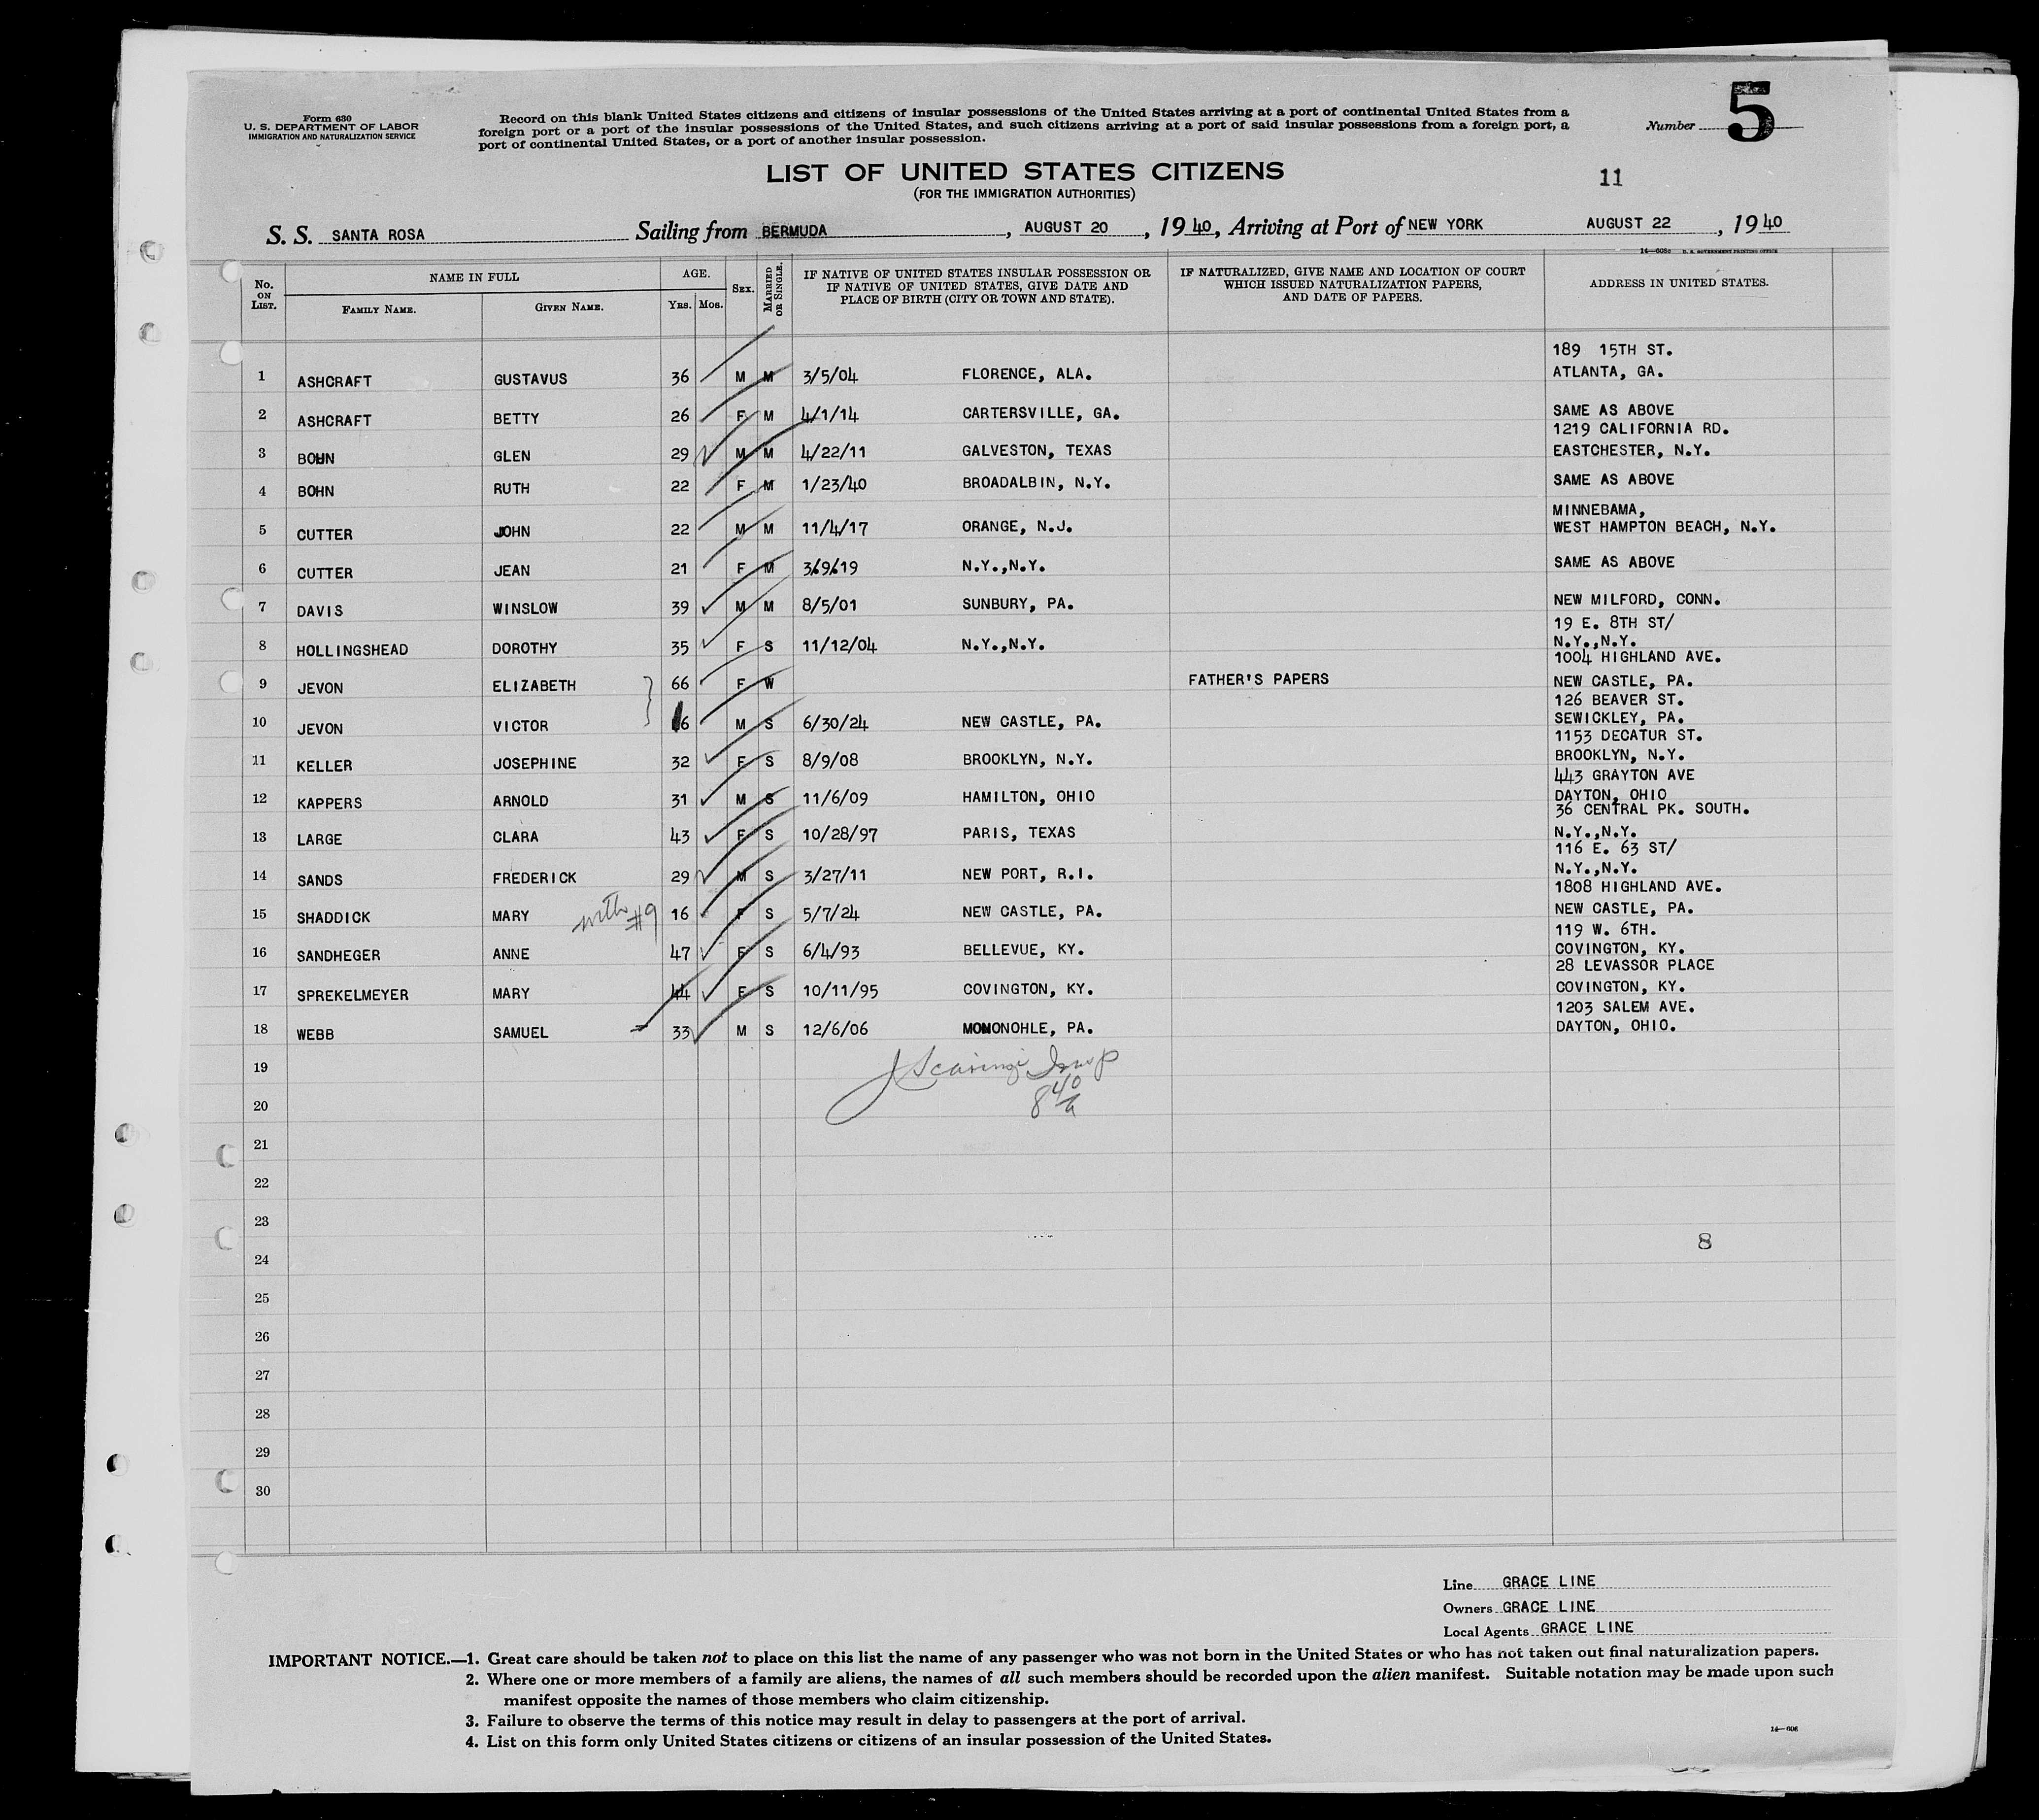 Form 630
U. S. DEPARTMENT OF LABOR
IMMIGRATION AND NATURALIZATION SERVICE
Record on this blank United States citizens and citizens of insular possessions of the United States arriving at a port of continental United States from a
foreign port or a port of the insular possessions of the United States, and such citizens arriving at a port of said insular possessions from a foreign port, a
port of continental United States, or a port of another insular possession.
Number 5
LIST OF UNITED STATES CITIZENS
(FOR THE IMMIGRATION AUTHORITIES)
11
S. S. SANTA ROSA Sailing from BERMUDA, AUGUST 20, 1940, Arriving at Port of NEW YORK AUGUST 22, 1940
14—605c U. S. GOVERNMENT PRINTING OFFICE
No. ON LIST. NAME IN FULL FAMILY NAME. GIVEN NAME. AGE. YRS. MOS. SEX. MARRIED OR SINGLE. IF NATIVE OF UNITED STATES INSULAR POSSESSION OR IF NATIVE OF UNITED STATES, GIVE DATE AND PLACE OF BIRTH (CITY OR TOWN AND STATE). IF NATURALIZED, GIVE NAME AND LOCATION OF COURT WHICH ISSUED NATURALIZATION PAPERS, AND DATE OF PAPERS. ADDRESS IN UNITED STATES.
189 15TH ST.
1 ASHCRAFT GUSTAVUS 36 M M 3/5/04 FLORENCE, ALA. ATLANTA, GA.
2 ASHCRAFT BETTY 26 F M 4/1/14 CARTERSVILLE, GA. SAME AS ABOVE
1219 CALIFORNIA RD.
3 BOHN GLEN 29 M M 4/22/11 GALVESTON, TEXAS EASTCHESTER, N.Y.
4 BOHN RUTH 22 F M 1/23/40 BROADALBIN, N.Y. SAME AS ABOVE
MINNEBAMA,
5 CUTTER JOHN 22 M M 11/4/17 ORANGE, N.J. WEST HAMPTON BEACH, N.Y.
6 CUTTER JEAN 21 F M 3/9/19 N.Y.,N.Y. SAME AS ABOVE
7 DAVIS WINSLOW 39 M M 8/5/01 SUNBURY, PA. NEW MILFORD, CONN.
19 E. 8TH ST/
8 HOLLINGSHEAD DOROTHY 35 F S 11/12/04 N.Y.,N.Y. N.Y.,N.Y.
1004 HIGHLAND AVE.
9 JEVON ELIZABETH 66 F W FATHER'S PAPERS NEW CASTLE, PA.
126 BEAVER ST.
10 JEVON VICTOR 16 M S 6/30/24 NEW CASTLE, PA. SEWICKLEY, PA.
1153 DECATUR ST.
11 KELLER JOSEPHINE 32 F S 8/9/08 BROOKLYN, N.Y. BROOKLYN, N.Y.
443 GRAYTON AVE
12 KAPPERS ARNOLD 31 M S 11/6/09 HAMILTON, OHIO DAYTON, OHIO
36 CENTRAL PK. SOUTH.
13 LARGE CLARA 43 F S 10/28/97 PARIS, TEXAS N.Y.,N.Y.
116 E. 63 ST/
14 SANDS FREDERICK 29 M S 3/27/11 NEW PORT, R.I. N.Y.,N.Y.
1808 HIGHLAND AVE.
15 SHADDICK MARY with #9 16 F S 5/7/24 NEW CASTLE, PA. NEW CASTLE, PA.
119 W. 6TH.
16 SANDHEGER ANNE 47 F S 6/4/93 BELLEVUE, KY. COVINGTON, KY.
28 LEVASSOR PLACE
17 SPREKELMEYER MARY 44 F S 10/11/95 COVINGTON, KY. COVINGTON, KY.
1203 SALEM AVE.
18 WEBB SAMUEL 33 M S 12/6/06 MOMONOHLE, PA. DAYTON, OHIO.
19
Insp
20
21
22
23
8
24
25
26
27
28
29
30
Line GRACE LINE
Owners GRACE LINE
Local Agents GRACE LINE
IMPORTANT NOTICE.—1. Great care should be taken not to place on this list the name of any passenger who was not born in the United States or who has not taken out final naturalization papers.
2. Where one or more members of a family are aliens, the names of all such members should be recorded upon the alien manifest. Suitable notation may be made upon such
manifest opposite the names of those members who claim citizenship.
3. Failure to observe the terms of this notice may result in delay to passengers at the port of arrival.
4. List on this form only United States citizens or citizens of an insular possession of the United States.
14—606